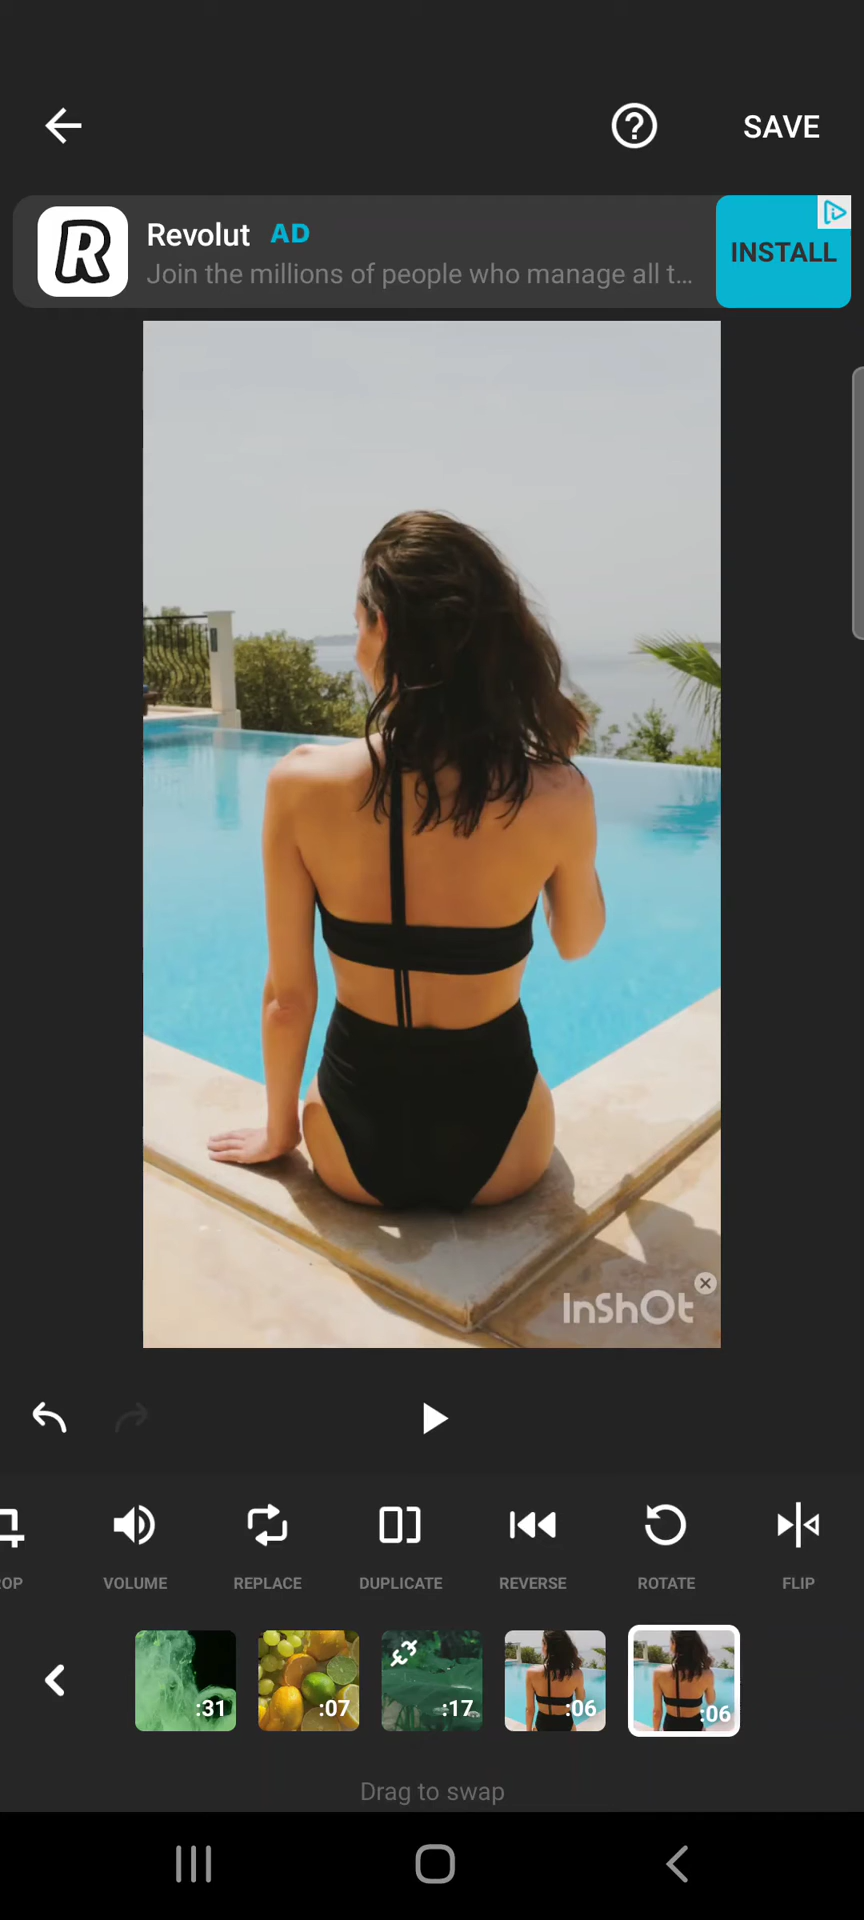 SAVE
R
Revolut AD
Join the millions of people who manage all t...
INSTALL
InShOt
OP
VOLUME
REPLACE
DUPLICATE
REVERSE
ROTATE
FLIP
:31
:07
:17
:06
:06
Drag to swap